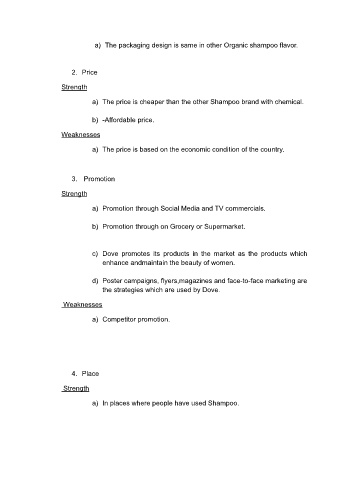 a) The packaging design is same in other Organic shampoo flavor.
2. Price
Strength
a) The price is cheaper than the other Shampoo brand with chemical.
b) -Affordable price.
Weaknesses
a) The price is based on the economic condition of the country.
3. Promotion
Strength
a) Promotion through Social Media and TV commercials.
b) Promotion through on Grocery or Supermarket.
c) Dove promotes its products in the market as the products which
enhance andmaintain the beauty of women.
d) Poster campaigns, flyers,magazines and face-to-face marketing are
the strategies which are used by Dove.
Weaknesses
a) Competitor promotion.
4. Place
Strength
a) In places where people have used Shampoo.